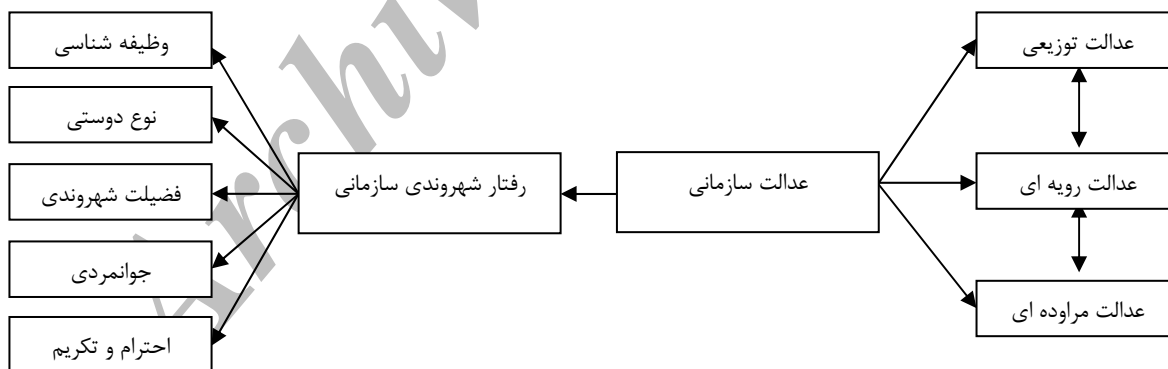 عدالت توزیعی
عدالت رویه ای
عدالت مراوده ای
عدالت سازمانی
رفتار شهروندی سازمانی
وظیفه شناسی
نوع دوستی
فضیلت شهروندی
جوانمردی
احترام و تکریم
Archiv